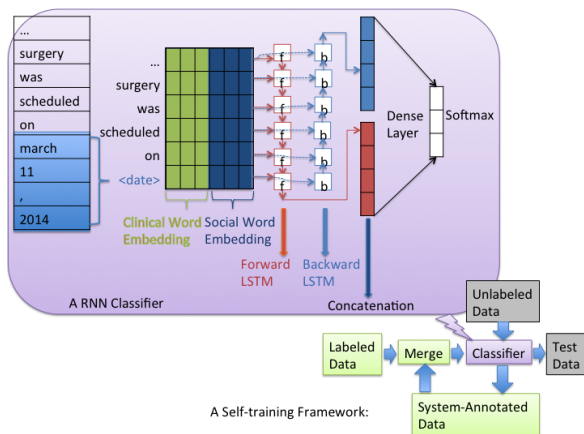 ...
surgery
was
scheduled
on
march
11
,
2014
...
surgery
was
scheduled
on
<date>
f
f
f
f
f
f
b
b
b
b
b
b
Clinical Word
Embedding
Social Word
Embedding
Forward
LSTM
Backward
LSTM
Concatenation
Dense
Layer
Softmax
A RNN Classifier
Unlabeled
Data
Labeled
Data
Merge
Classifier
Test
Data
System-Annotated
Data
A Self-training Framework: